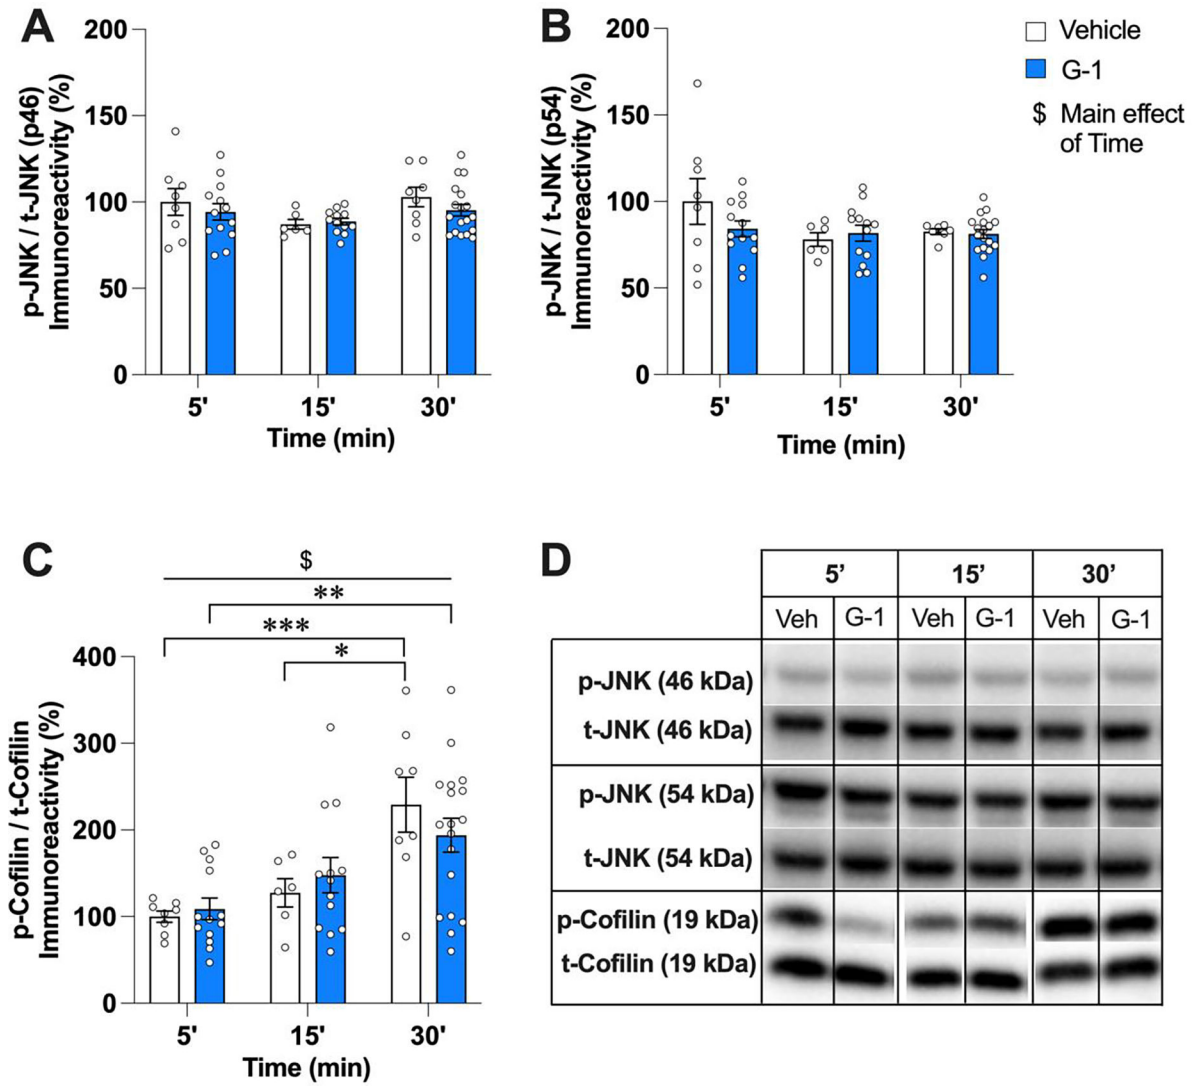 A
p-JNK / t-JNK (p46)
Immunoreactivity (%)
200
150
100
50
0
5' 15' 30'
Time (min)
B
p-JNK / t-JNK (p54)
Immunoreactivity (%)
200
150
100
50
0
5' 15' 30'
Time (min)
Vehicle
G-1
$ Main effect
of Time
C
p-Cofilin / t-Cofilin
Immunoreactivity (%)
$
**
***
*
400
300
200
100
0
5' 15' 30'
Time (min)
D
5’ 15’ 30’
Veh G-1 Veh G-1 Veh G-1
p-JNK (46 kDa)
t-JNK (46 kDa)
p-JNK (54 kDa)
t-JNK (54 kDa)
p-Cofilin (19 kDa)
t-Cofilin (19 kDa)